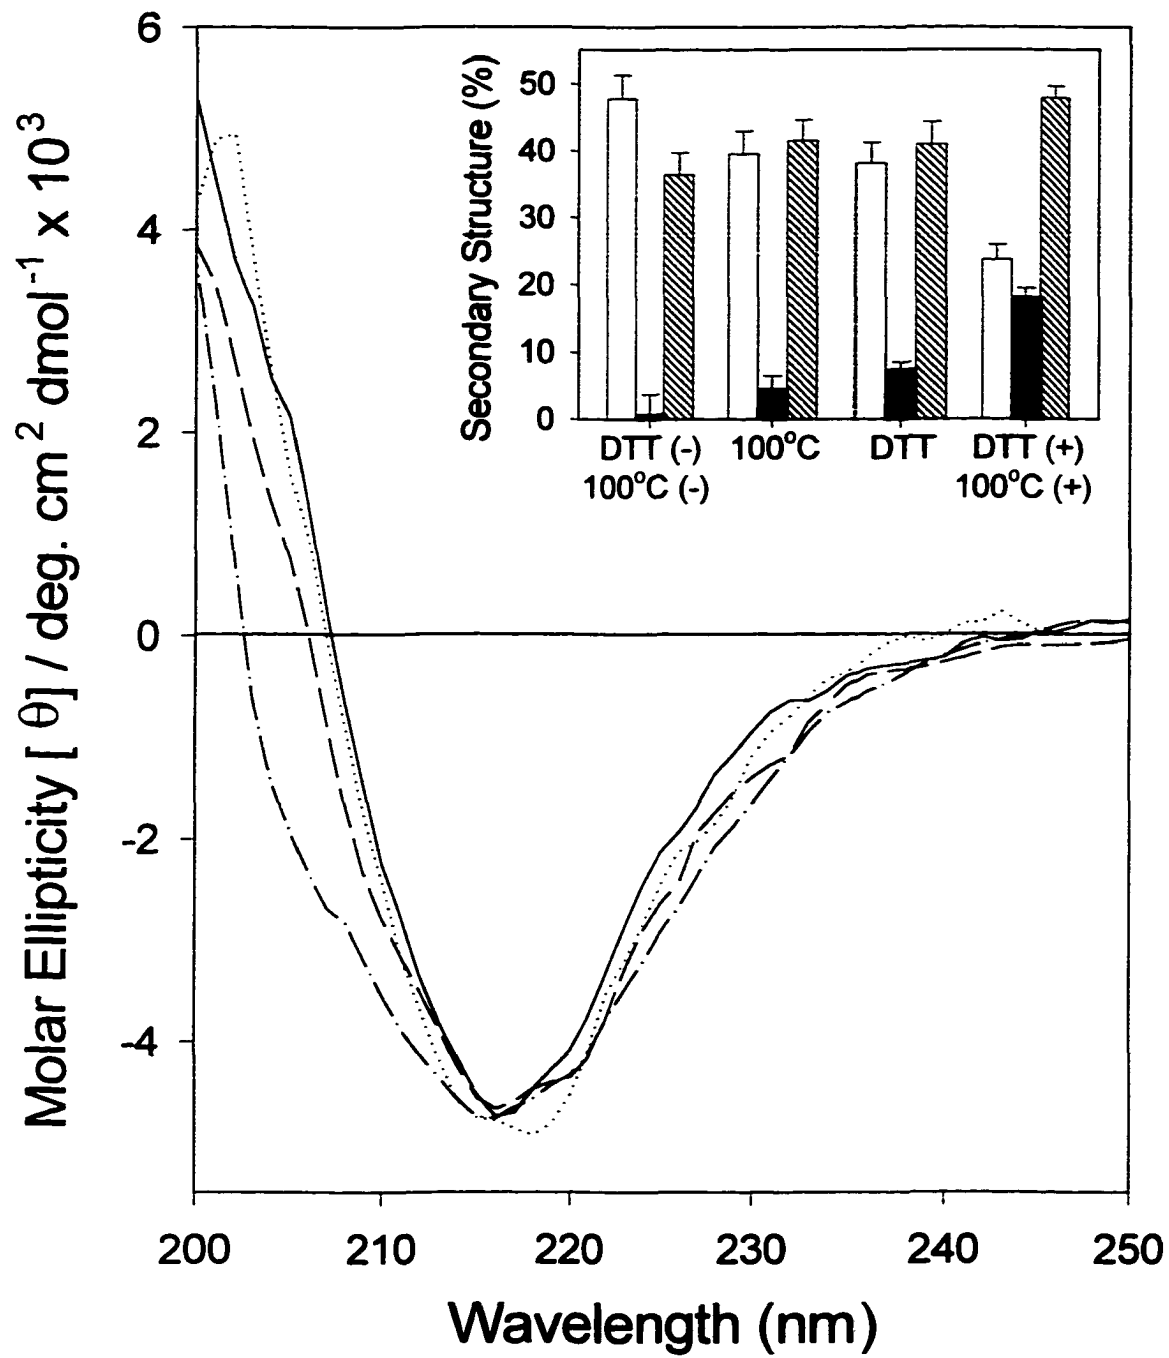 6
4
2
0
-2
-4
Molar Ellipticity [ θ] / deg. cm² dmol⁻¹ x 10³
Secondary Structure (%)
50
40
30
20
10
0
DTT (-) 100°C DTT DTT (+)
100°C (-) 100°C (+)
200 210 220 230 240 250
Wavelength (nm)